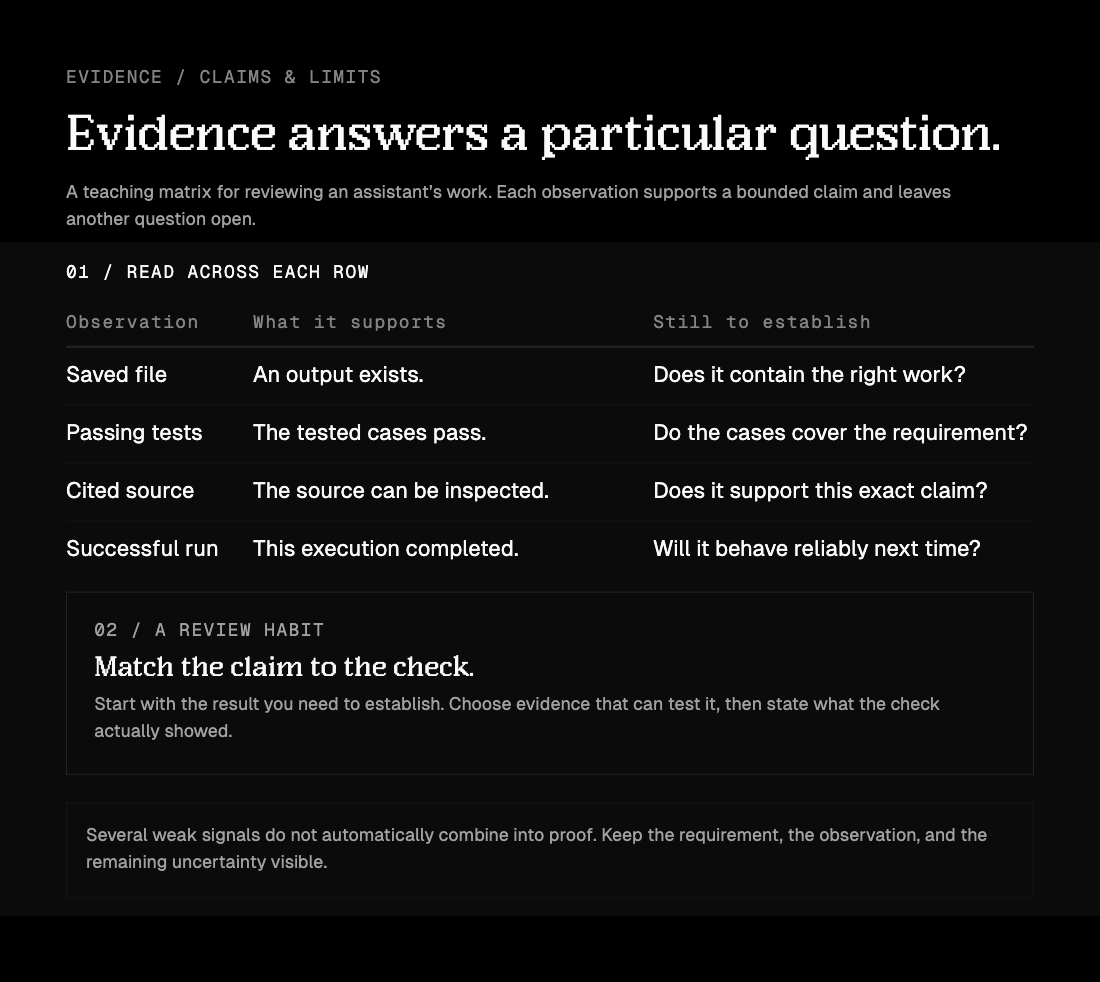 EVIDENCE / CLAIMS & LIMITS
Evidence answers a particular question.
A teaching matrix for reviewing an assistant’s work. Each observation supports a bounded claim and leaves
another question open.
01 / READ ACROSS EACH ROW
Observation What it supports Still to establish
Saved file An output exists. Does it contain the right work?
Passing tests The tested cases pass. Do the cases cover the requirement?
Cited source The source can be inspected. Does it support this exact claim?
Successful run This execution completed. Will it behave reliably next time?
02 / A REVIEW HABIT
Match the claim to the check.
Start with the result you need to establish. Choose evidence that can test it, then state what the check
actually showed.
Several weak signals do not automatically combine into proof. Keep the requirement, the observation, and the
remaining uncertainty visible.